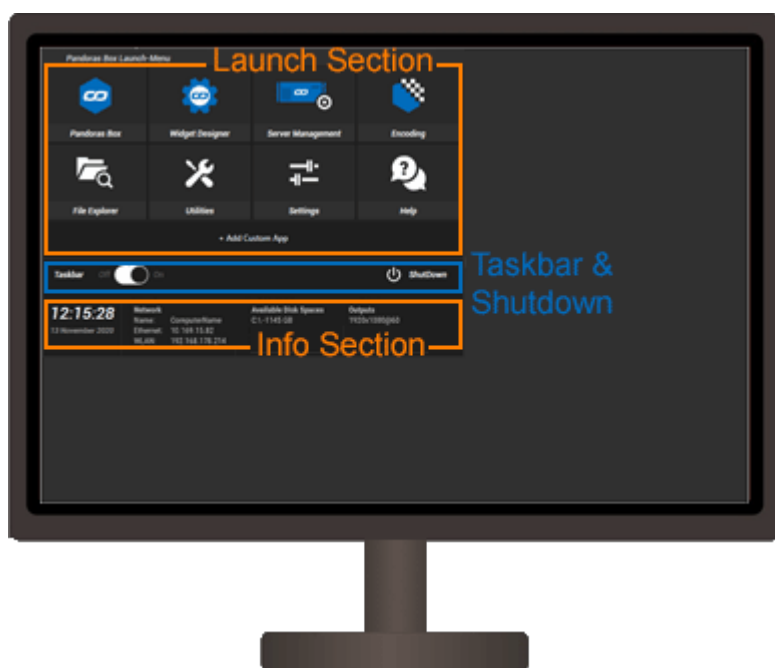 Pandoras Box Launch-Menu
Launch Section
Pandoras Box Widget Designer Server Management Encoding
File Explorer Utilities Settings Help
+ Add Custom App
Taskbar Off On ShutDown
Taskbar &
Shutdown
12:15:28 Network Available Disk Spaces Outputs
Name: ComputerName C:\-1145 GB
13 November 2020 Ethernet: 10.169.15.82
WLAN 192.168.178.214
Info Section